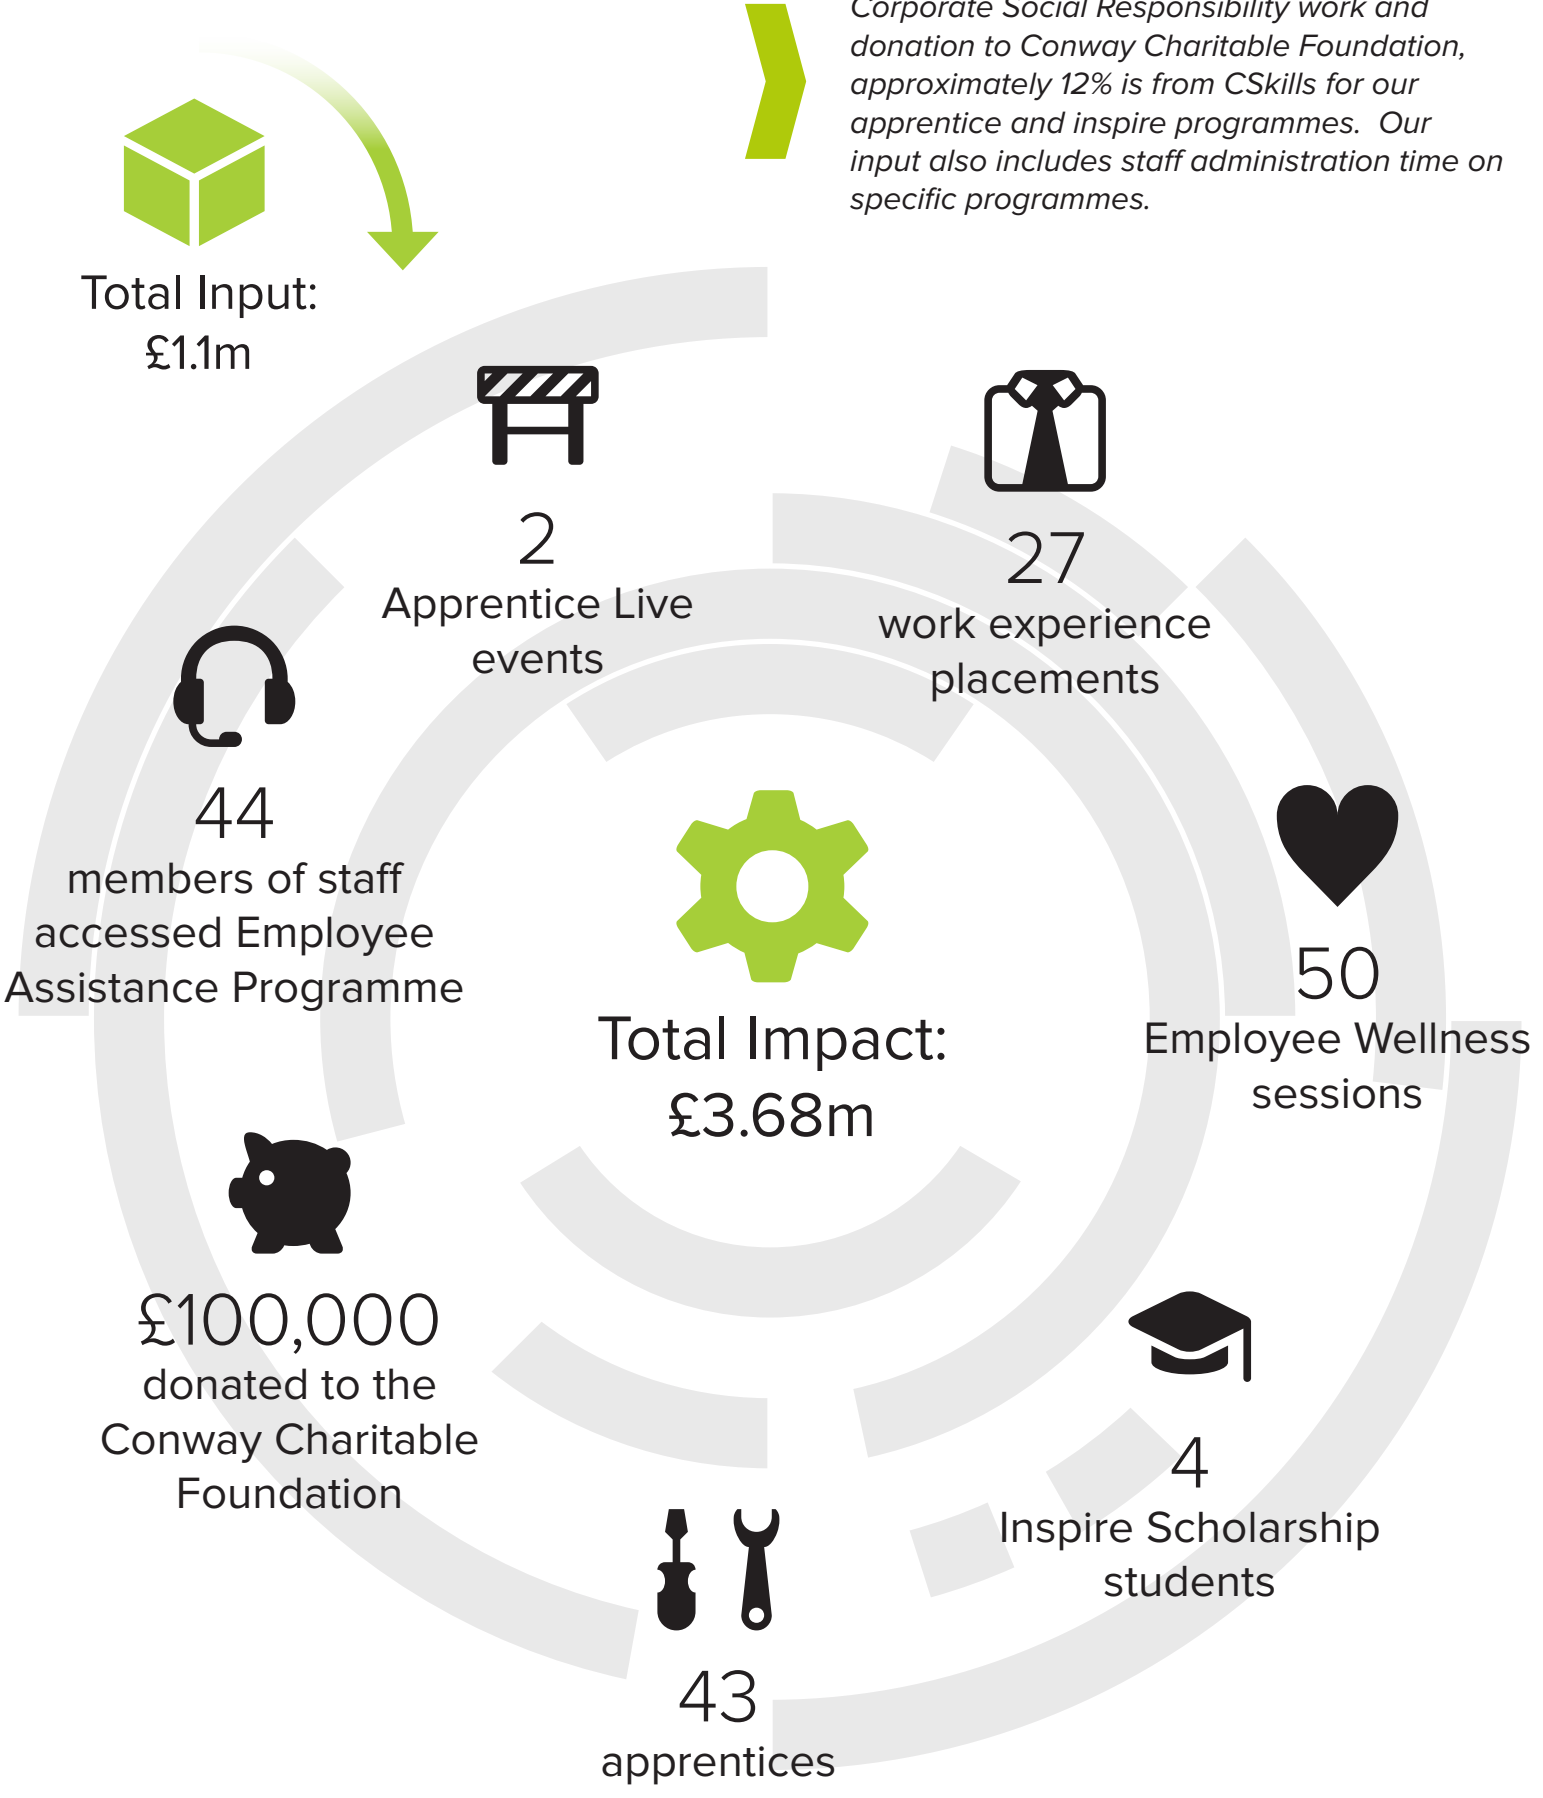 Corporate Social Responsibility work and
donation to Conway Charitable Foundation,
approximately 12% is from CSkills for our
apprentice and inspire programmes.  Our
input also includes staff administration time on
specific programmes.
Total Input:
£1.1m
2
Apprentice Live
events
27
work experience
placements
44
members of staff
accessed Employee
Assistance Programme
50
Employee Wellness
sessions
Total Impact:
£3.68m
£100,000
donated to the
Conway Charitable
Foundation
4
Inspire Scholarship
students
43
apprentices